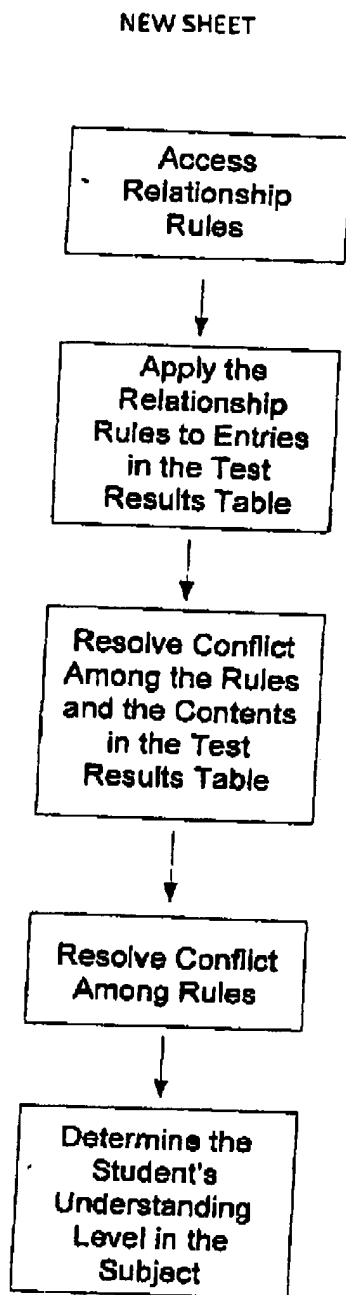 NEW SHEET
Access
Relationship
Rules
Apply the
Relationship
Rules to Entries
in the Test
Results Table
Resolve Conflict
Among the Rules
and the Contents
in the Test
Results Table
Resolve Conflict
Among Rules
Determine the
Student's
Understanding
Level in the
Subject